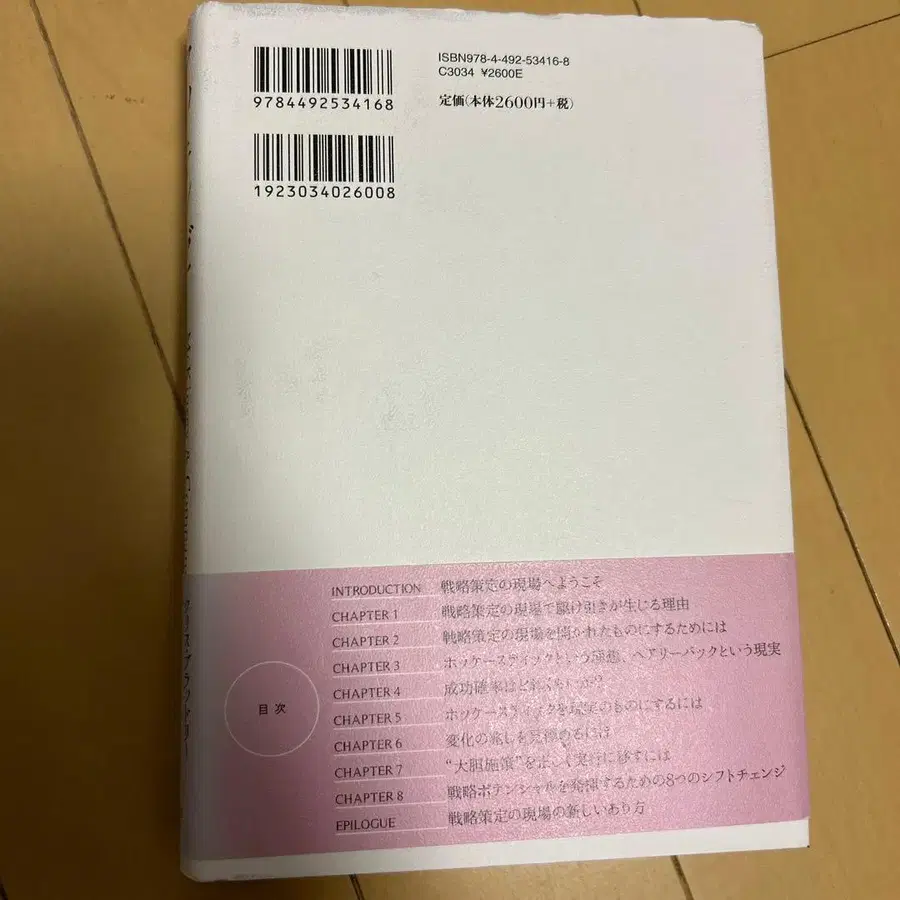 ISBN978-4-492-53416-8
C3034 ¥2600E
定価(本体2600円+税)
9784492534168
1923034026008
目次
INTRODUCTION 戦略策定の現場へようこそ
CHAPTER 1 戦略策定の現場で駆け引きが生じる理由
CHAPTER 2 戦略策定の現場を開かれたものにするためには
CHAPTER 3 ホッケースティックという理想、ヘアリーバックという現実
CHAPTER 4 成功確率はどれくらいか?
CHAPTER 5 ホッケースティックを現実のものにするには
CHAPTER 6 変化の兆しを見極めるには
CHAPTER 7 “大胆施策”を正しく実行に移すには
CHAPTER 8 戦略ポテンシャルを発揮するための8つのシフトチェンジ
EPILOGUE 戦略策定の現場の新しいあり方